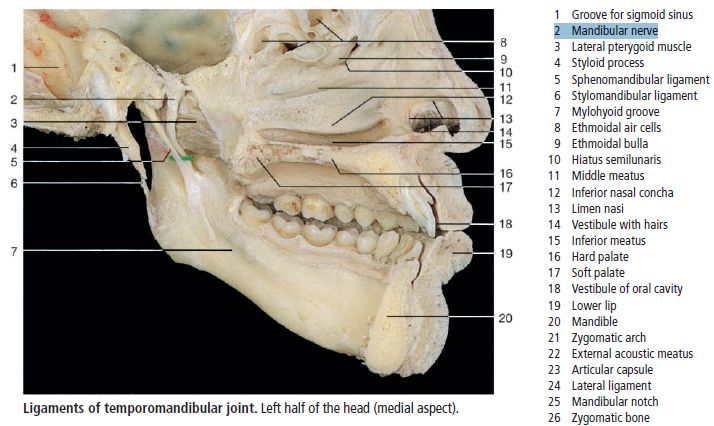 1 Groove for sigmoid sinus
2 Mandibular nerve
3 Lateral pterygoid muscle
4 Styloid process
5 Sphenomandibular ligament
6 Stylomandibular ligament
7 Mylohyoid groove
8 Ethmoidal air cells
9 Ethmoidal bulla
10 Hiatus semilunaris
11 Middle meatus
12 Inferior nasal concha
13 Limen nasi
14 Vestibule with hairs
15 Inferior meatus
16 Hard palate
17 Soft palate
18 Vestibule of oral cavity
19 Lower lip
20 Mandible
21 Zygomatic arch
22 External acoustic meatus
23 Articular capsule
24 Lateral ligament
25 Mandibular notch
26 Zygomatic bone
1
2
3
4
5
6
7
8
9
10
11
12
13
14
15
16
17
18
19
20
Ligaments of temporomandibular joint. Left half of the head (medial aspect).